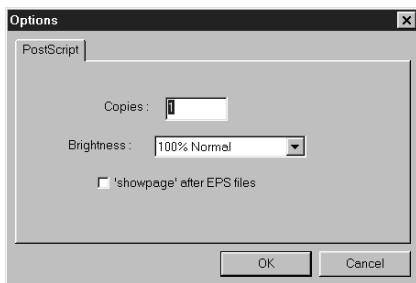 Options
PostScript
Copies : 1
Brightness : 100% Normal
'showpage' after EPS files
OK Cancel